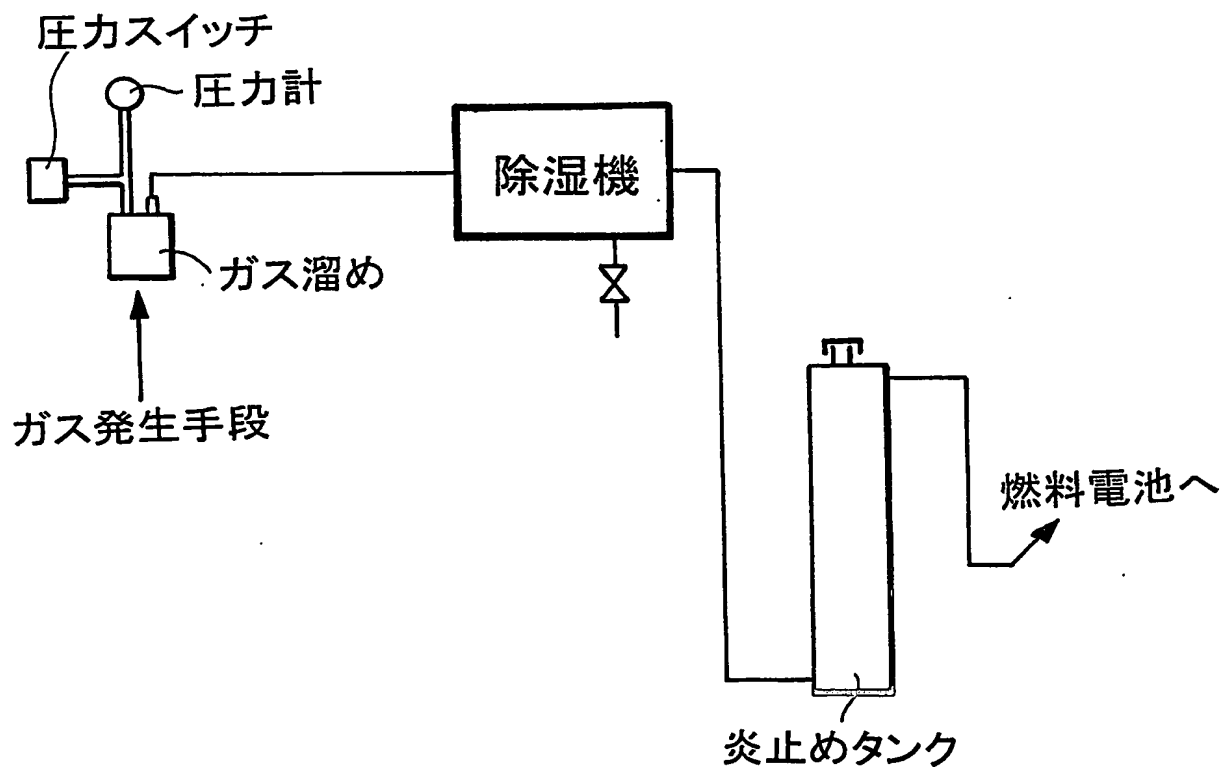 圧力スイッチ
圧力計
除湿機
ガス溜め
ガス発生手段
燃料電池へ
炎止めタンク